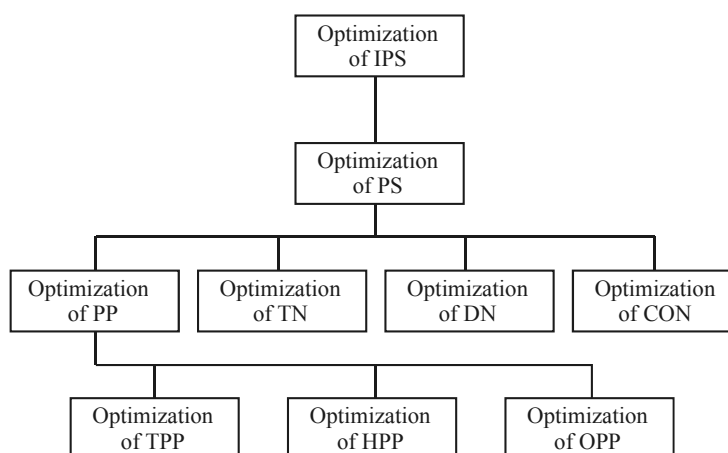 Optimization
of IPS
Optimization
of PS
Optimization
of PP
Optimization
of TN
Optimization
of DN
Optimization
of CON
Optimization
of TPP
Optimization
of HPP
Optimization
of OPP